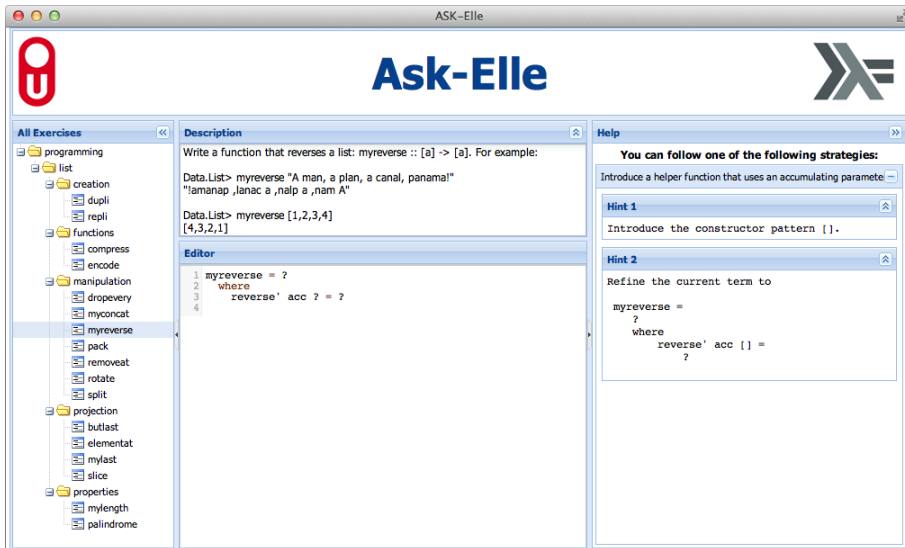 ASK-Elle
Ask-Elle
All Exercises
programming
list
creation
dupli
repli
functions
compress
encode
manipulation
dropevery
myconcat
myreverse
pack
removeat
rotate
split
projection
butlast
elementat
mylast
slice
properties
mylength
palindrome
Description
Write a function that reverses a list: myreverse :: [a] -> [a]. For example:
Data.List> myreverse "A man, a plan, a canal, panama!"
"!amanap ,lanac a ,nalp a ,nam A"
Data.List> myreverse [1,2,3,4]
[4,3,2,1]
Editor
1 myreverse = ?
2 where
3 reverse' acc ? = ?
4
Help
You can follow one of the following strategies:
Introduce a helper function that uses an accumulating paramete
Hint 1
Introduce the constructor pattern [].
Hint 2
Refine the current term to
myreverse =
?
where
reverse' acc [] =
?